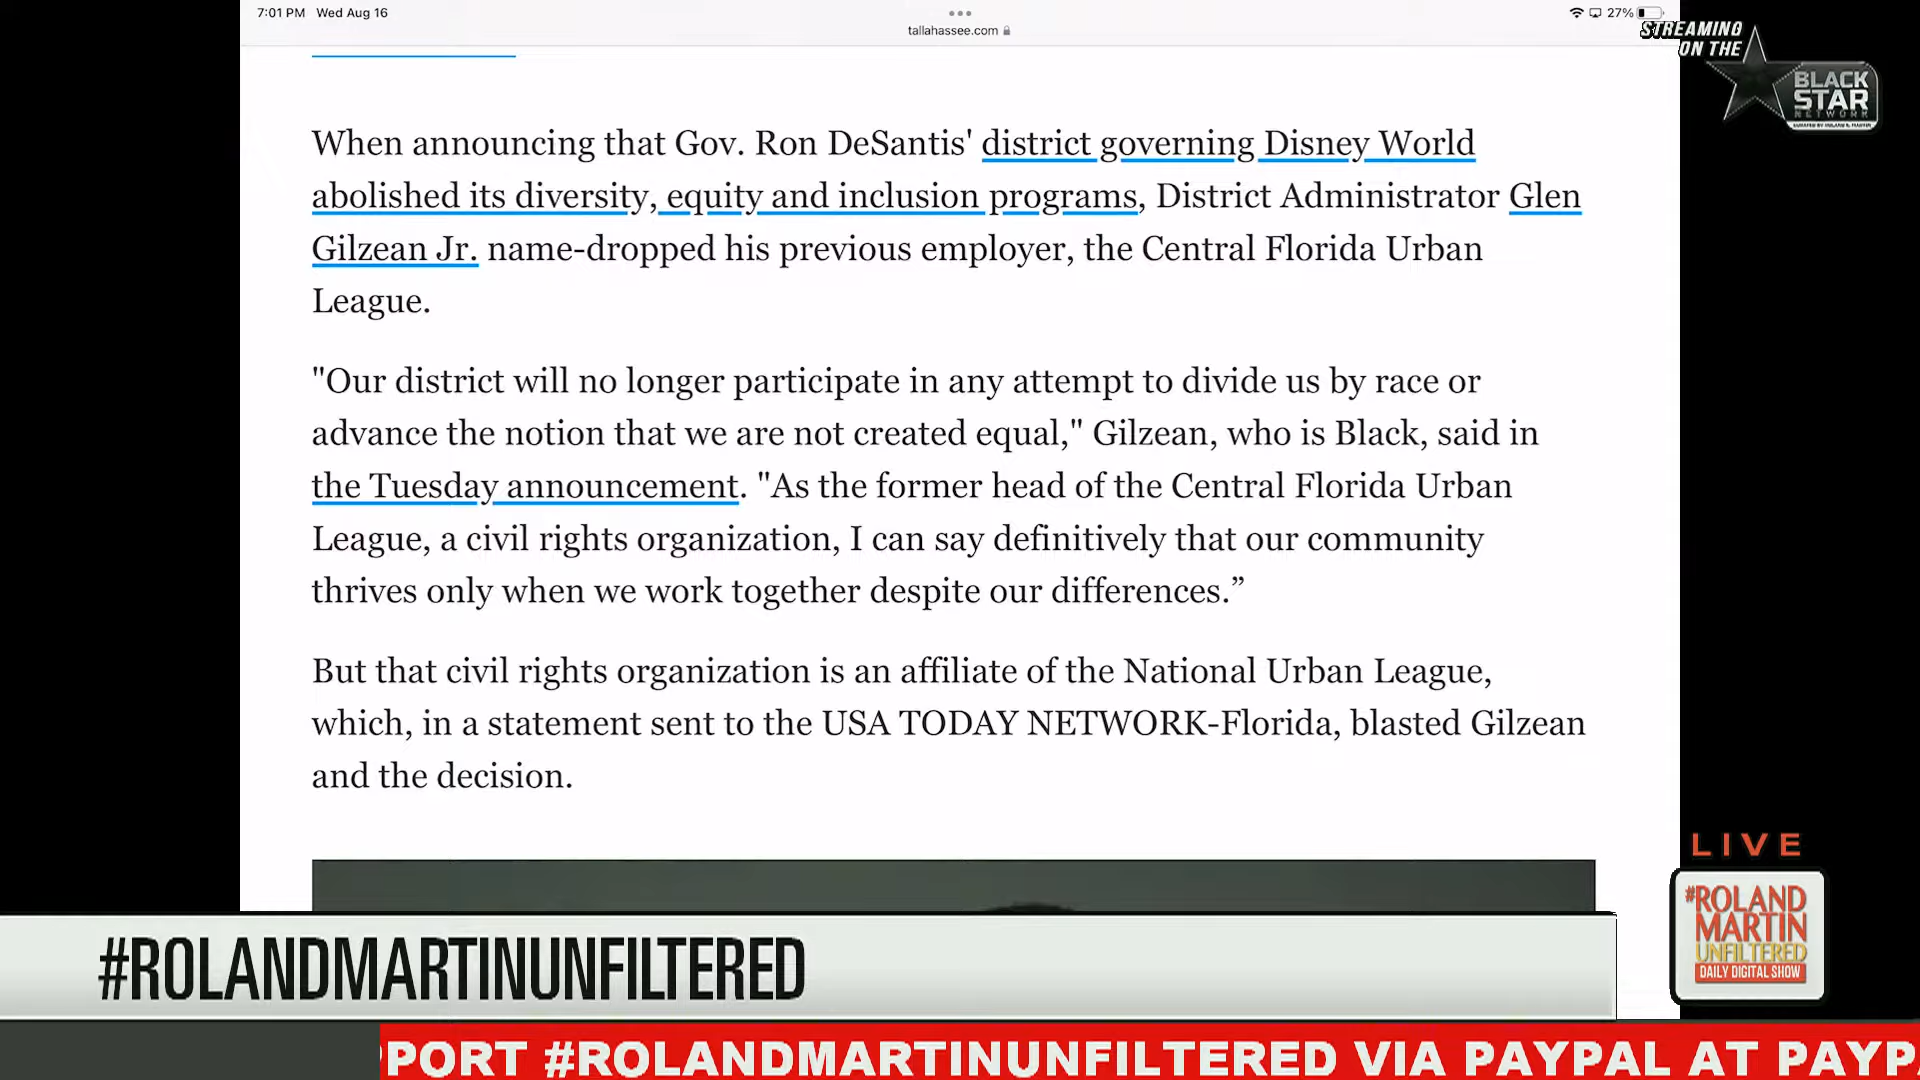 7:01 PM Wed Aug 16
27%
tallahassee.com
STREAMING
ON THE
BLACK
STAR
NETWORK
When announcing that Gov. Ron DeSantis' district governing Disney World
abolished its diversity, equity and inclusion programs, District Administrator Glen
Gilzean Jr. name-dropped his previous employer, the Central Florida Urban
League.
"Our district will no longer participate in any attempt to divide us by race or
advance the notion that we are not created equal," Gilzean, who is Black, said in
the Tuesday announcement. "As the former head of the Central Florida Urban
League, a civil rights organization, I can say definitively that our community
thrives only when we work together despite our differences.”
But that civil rights organization is an affiliate of the National Urban League,
which, in a statement sent to the USA TODAY NETWORK-Florida, blasted Gilzean
and the decision.
LIVE
#ROLAND
MARTIN
UNFILTERED
DAILY DIGITAL SHOW
#ROLANDMARTINUNFILTERED
PORT #ROLANDMARTINUNFILTERED VIA PAYPAL AT PAYP